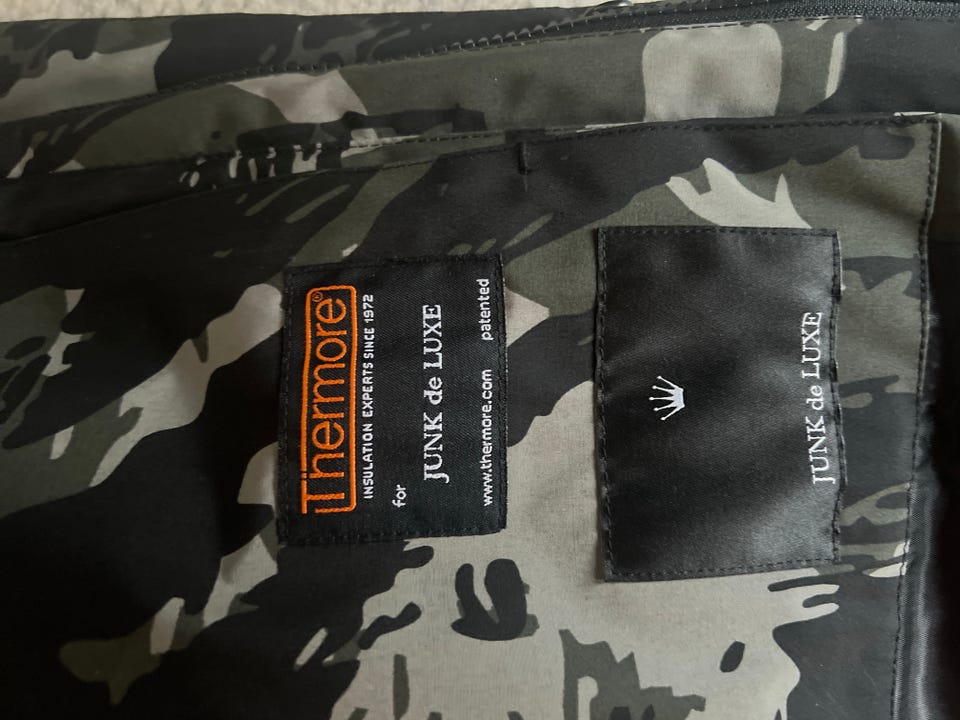 Thermore®
INSULATION EXPERTS SINCE 1972
for
JUNK de LUXE
www.thermore.com patented
JUNK de LUXE